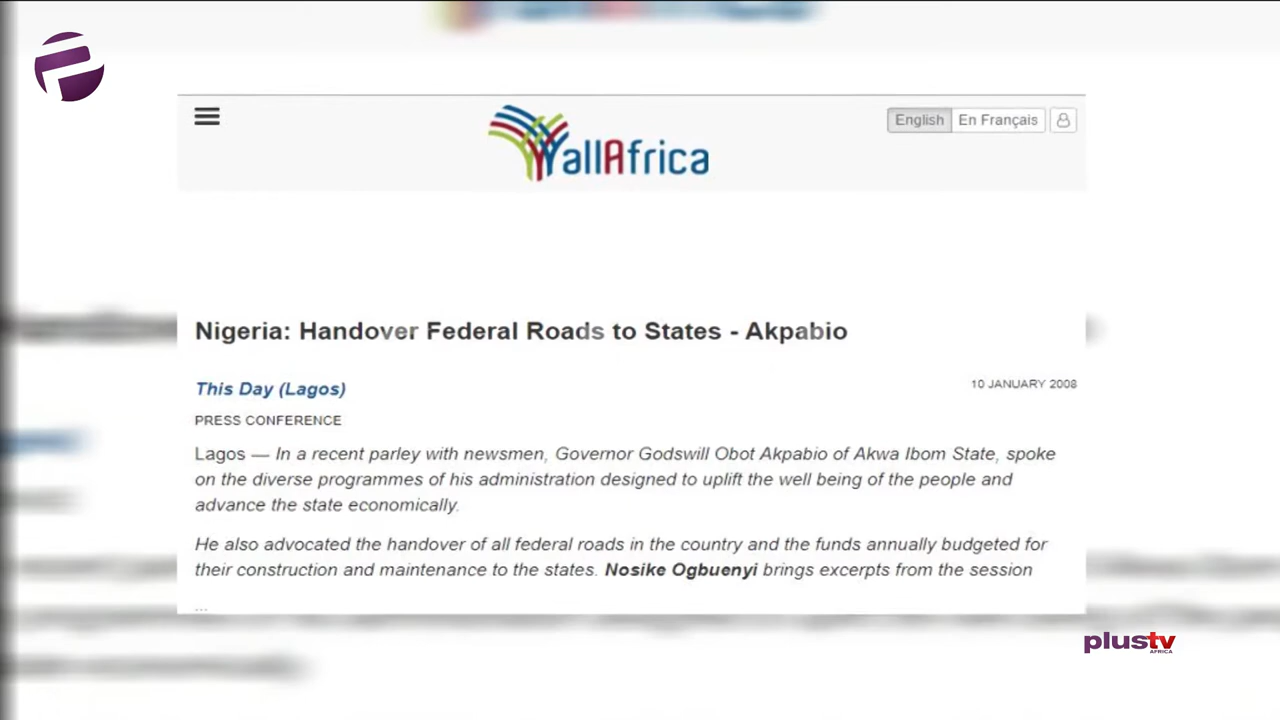 allAfrica
English En Français
Nigeria: Handover Federal Roads to States - Akpabio
This Day (Lagos)
10 JANUARY 2008
PRESS CONFERENCE
Lagos — In a recent parley with newsmen, Governor Godswill Obot Akpabio of Akwa Ibom State, spoke
on the diverse programmes of his administration designed to uplift the well being of the people and
advance the state economically.
He also advocated the handover of all federal roads in the country and the funds annually budgeted for
their construction and maintenance to the states. Nosike Ogbuenyi brings excerpts from the session
...
plustv
AFRICA